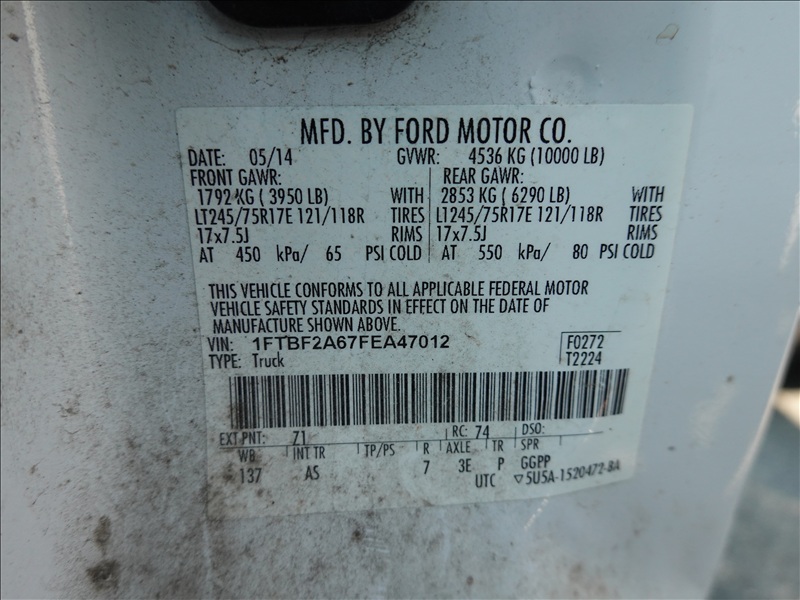 MFD. BY FORD MOTOR CO.
DATE: 05/14 GVWR: 4536 KG (10000 LB)
FRONT GAWR: REAR GAWR:
1792 KG ( 3950 LB) WITH 2853 KG ( 6290 LB) WITH
LT245/75R17E 121/118R TIRES LT245/75R17E 121/118R TIRES
17x7.5J RIMS 17x7.5J RIMS
AT 450 kPa/ 65 PSI COLD AT 550 kPa/ 80 PSI COLD
THIS VEHICLE CONFORMS TO ALL APPLICABLE FEDERAL MOTOR
VEHICLE SAFETY STANDARDS IN EFFECT ON THE DATE OF
MANUFACTURE SHOWN ABOVE.
VIN: 1FTBF2A67FEA47012 F0272
TYPE: Truck T2224
EXT PNT: Z1 RC: 74 DSO:
WB INT TR TP/PS R AXLE TR SPR
137 AS 7 3E P GGPP
UTC ▽5U5A-1520472-BA